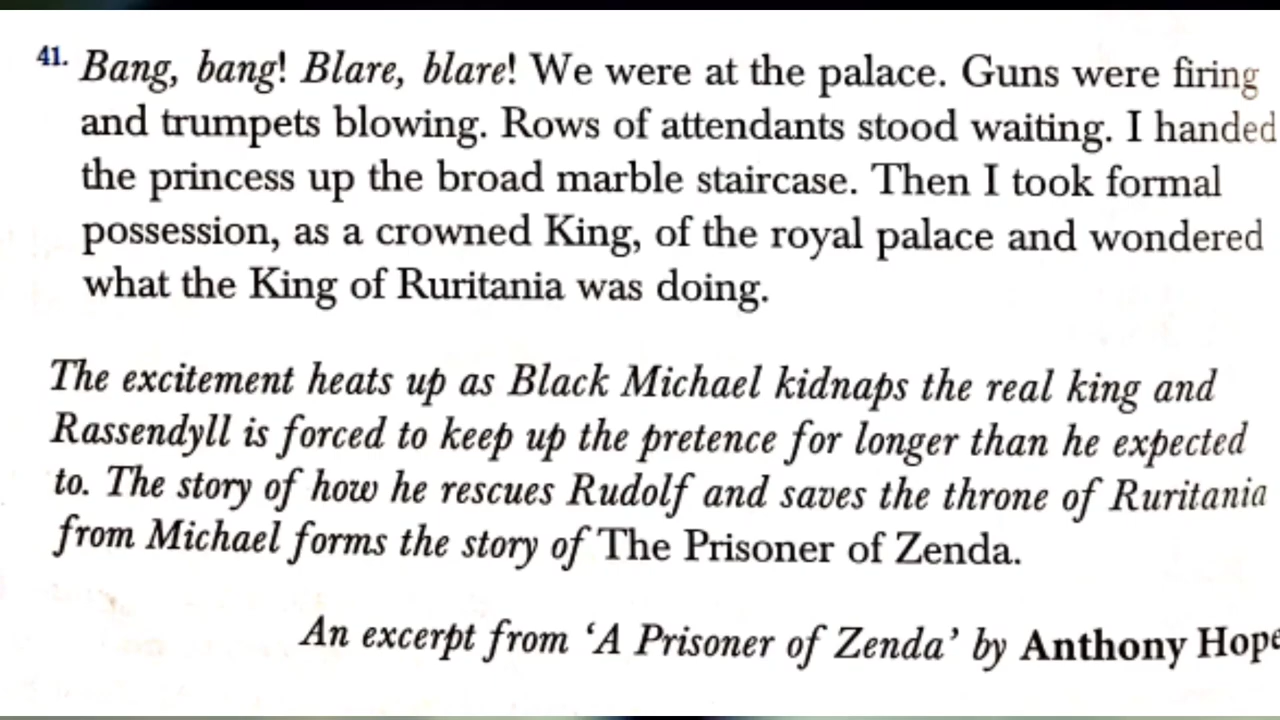 41. Bang, bang! Blare, blare! We were at the palace. Guns were firing
and trumpets blowing. Rows of attendants stood waiting. I handed
the princess up the broad marble staircase. Then I took formal
possession, as a crowned King, of the royal palace and wondered
what the King of Ruritania was doing.
The excitement heats up as Black Michael kidnaps the real king and
Rassendyll is forced to keep up the pretence for longer than he expected
to. The story of how he rescues Rudolf and saves the throne of Ruritania
from Michael forms the story of The Prisoner of Zenda.
An excerpt from ‘A Prisoner of Zenda’ by Anthony Hope